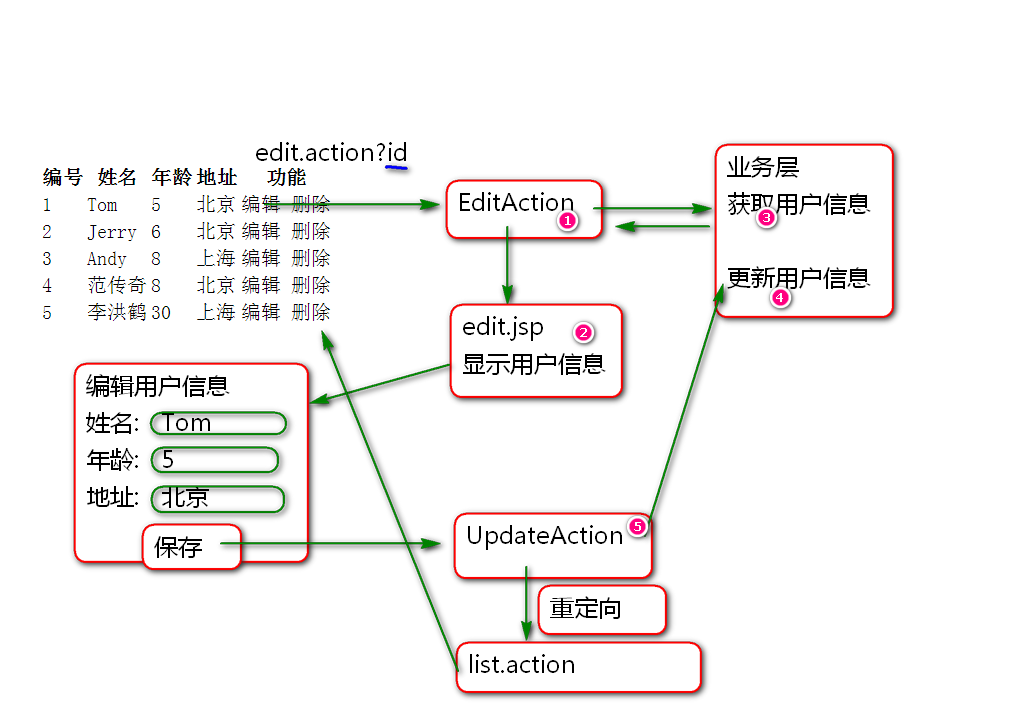 edit.action?id
编号 姓名 年龄 地址 功能
1 Tom 5 北京 编辑 删除
2 Jerry 6 北京 编辑 删除
3 Andy 8 上海 编辑 删除
4 范传奇 8 北京 编辑 删除
5 李洪鹤 30 上海 编辑 删除
EditAction
1
业务层
获取用户信息
3
更新用户信息
4
edit.jsp
2
显示用户信息
编辑用户信息
姓名: Tom
年龄: 5
地址: 北京
保存
UpdateAction
5
重定向
list.action